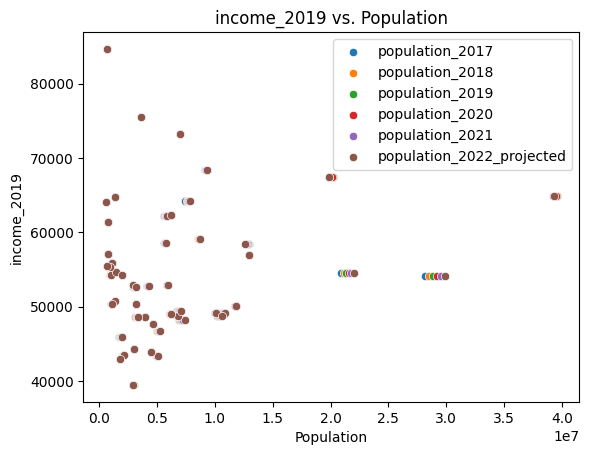 income_2019 vs. Population
population_2017
population_2018
population_2019
population_2020
population_2021
population_2022_projected
income_2019
80000
70000
60000
50000
40000
0.0 0.5 1.0 1.5 2.0 2.5 3.0 3.5 4.0
1e7
Population